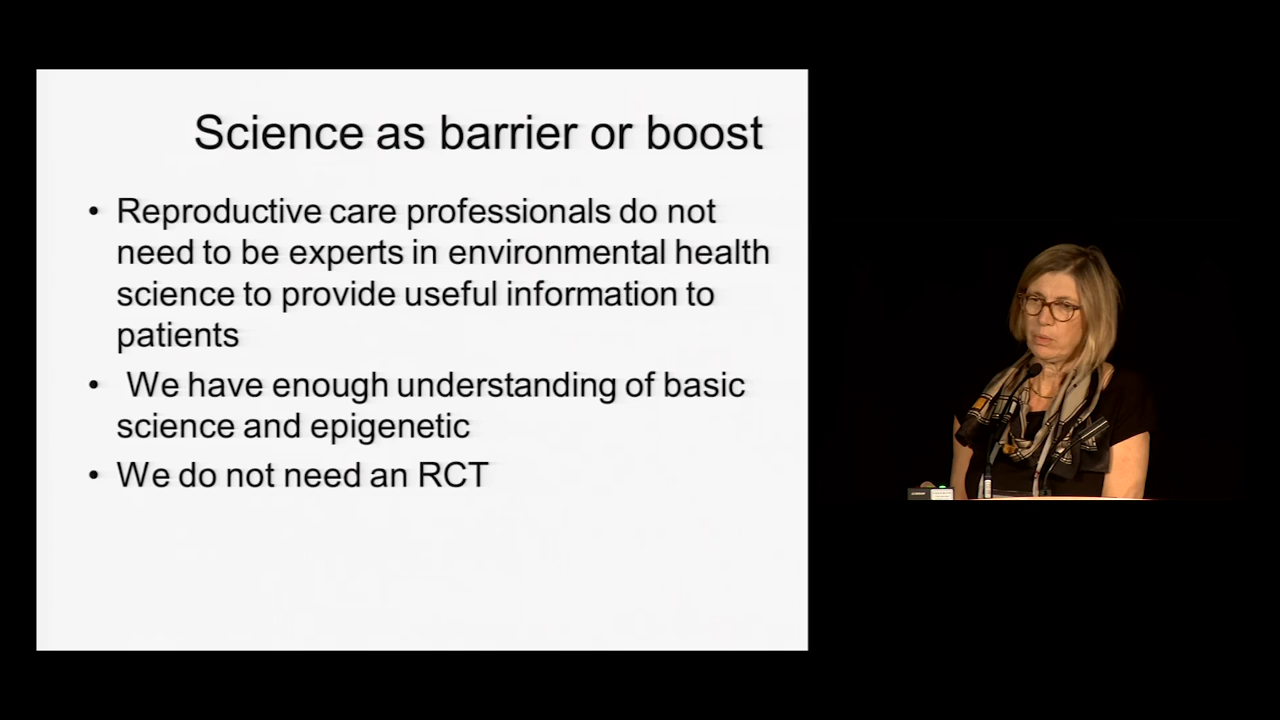 Science as barrier or boost
• Reproductive care professionals do not
need to be experts in environmental health
science to provide useful information to
patients
• We have enough understanding of basic
science and epigenetic
• We do not need an RCT